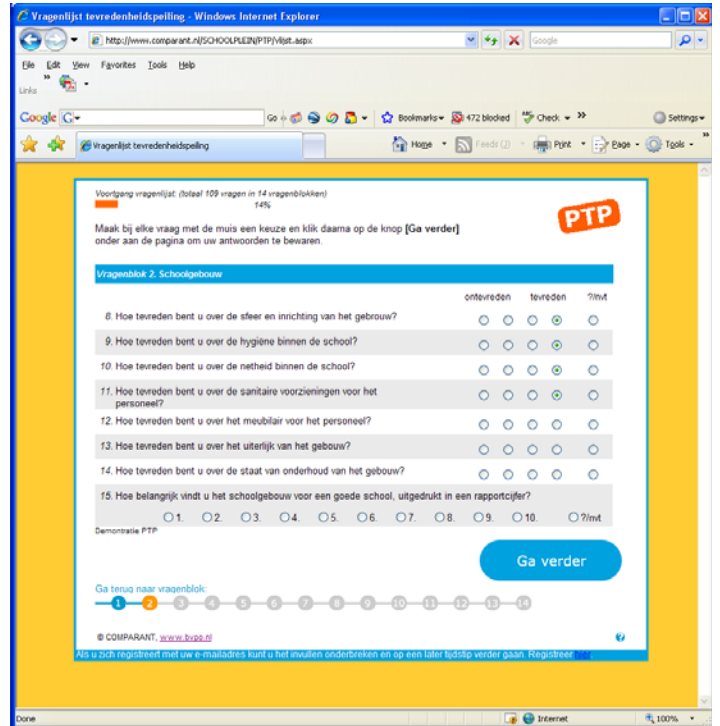 Vragenlijst tevredenheidspeiling - Windows Internet Explorer
http://www.comparant.nl/SCHOOLPLEIN/PTP/Vlijst.aspx
Google
File Edit View Favorites Tools Help
Links »
Google G Go 472 blocked Bookmarks Check » Settings
Vragenlijst tevredenheidspeiling Home Feeds (J) Print Page Tools »
Voortgang vragenlijst: (totaal 109 vragen in 14 vragenblokken)
14%
PTP
Maak bij elke vraag met de muis een keuze en klik daarna op de knop [Ga verder]
onder aan de pagina om uw antwoorden te bewaren.
Vragenblok 2. Schoolgebouw
ontevreden tevreden ?/nvt
8. Hoe tevreden bent u over de sfeer en inrichting van het gebrouw?
9. Hoe tevreden bent u over de hygiëne binnen de school?
10. Hoe tevreden bent u over de netheid binnen de school?
11. Hoe tevreden bent u over de sanitaire voorzieningen voor het
personeel?
12. Hoe tevreden bent u over het meubilair voor het personeel?
13. Hoe tevreden bent u over het uiterlijk van het gebouw?
14. Hoe tevreden bent u over de staat van onderhoud van het gebouw?
15. Hoe belangrijk vindt u het schoolgebouw voor een goede school, uitgedrukt in een rapportcijfer?
1. 2. 3. 4. 5. 6. 7. 8. 9. 10. ?/nvt
Demontratie PTP
Ga verder
Ga terug naar vragenblok:
1 2 3 4 5 6 7 8 9 10 11 12 13 14
© COMPARANT, www.bvpo.nl
Als u zich registreert met uw e-mailadres kunt u het invullen onderbreken en op een later tijdstip verder gaan. Registreer hier
Done Internet 100%